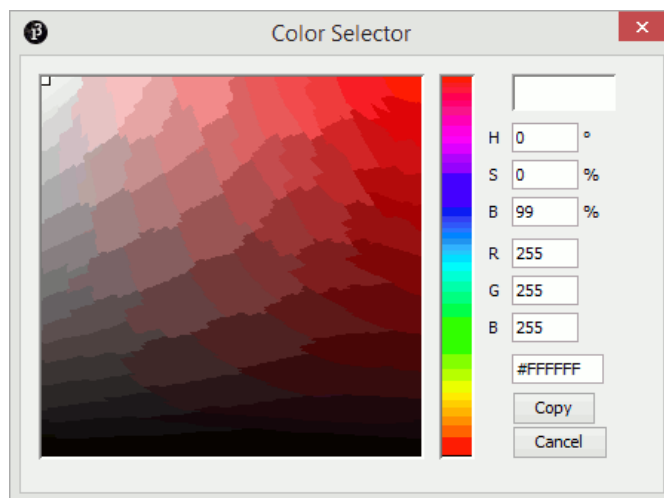 Color Selector
H 0 °
S 0 %
B 99 %
R 255
G 255
B 255
#FFFFFF
Copy
Cancel